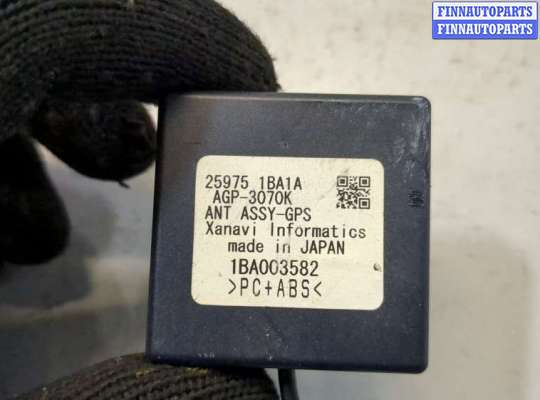 FINNAUTOPARTS
FINNAUTOPARTS
25975 1BA1A
AGP-3070K
ANT ASSY-GPS
Xanavi Informatics
made in JAPAN
1BA003582
>PC+ABS<